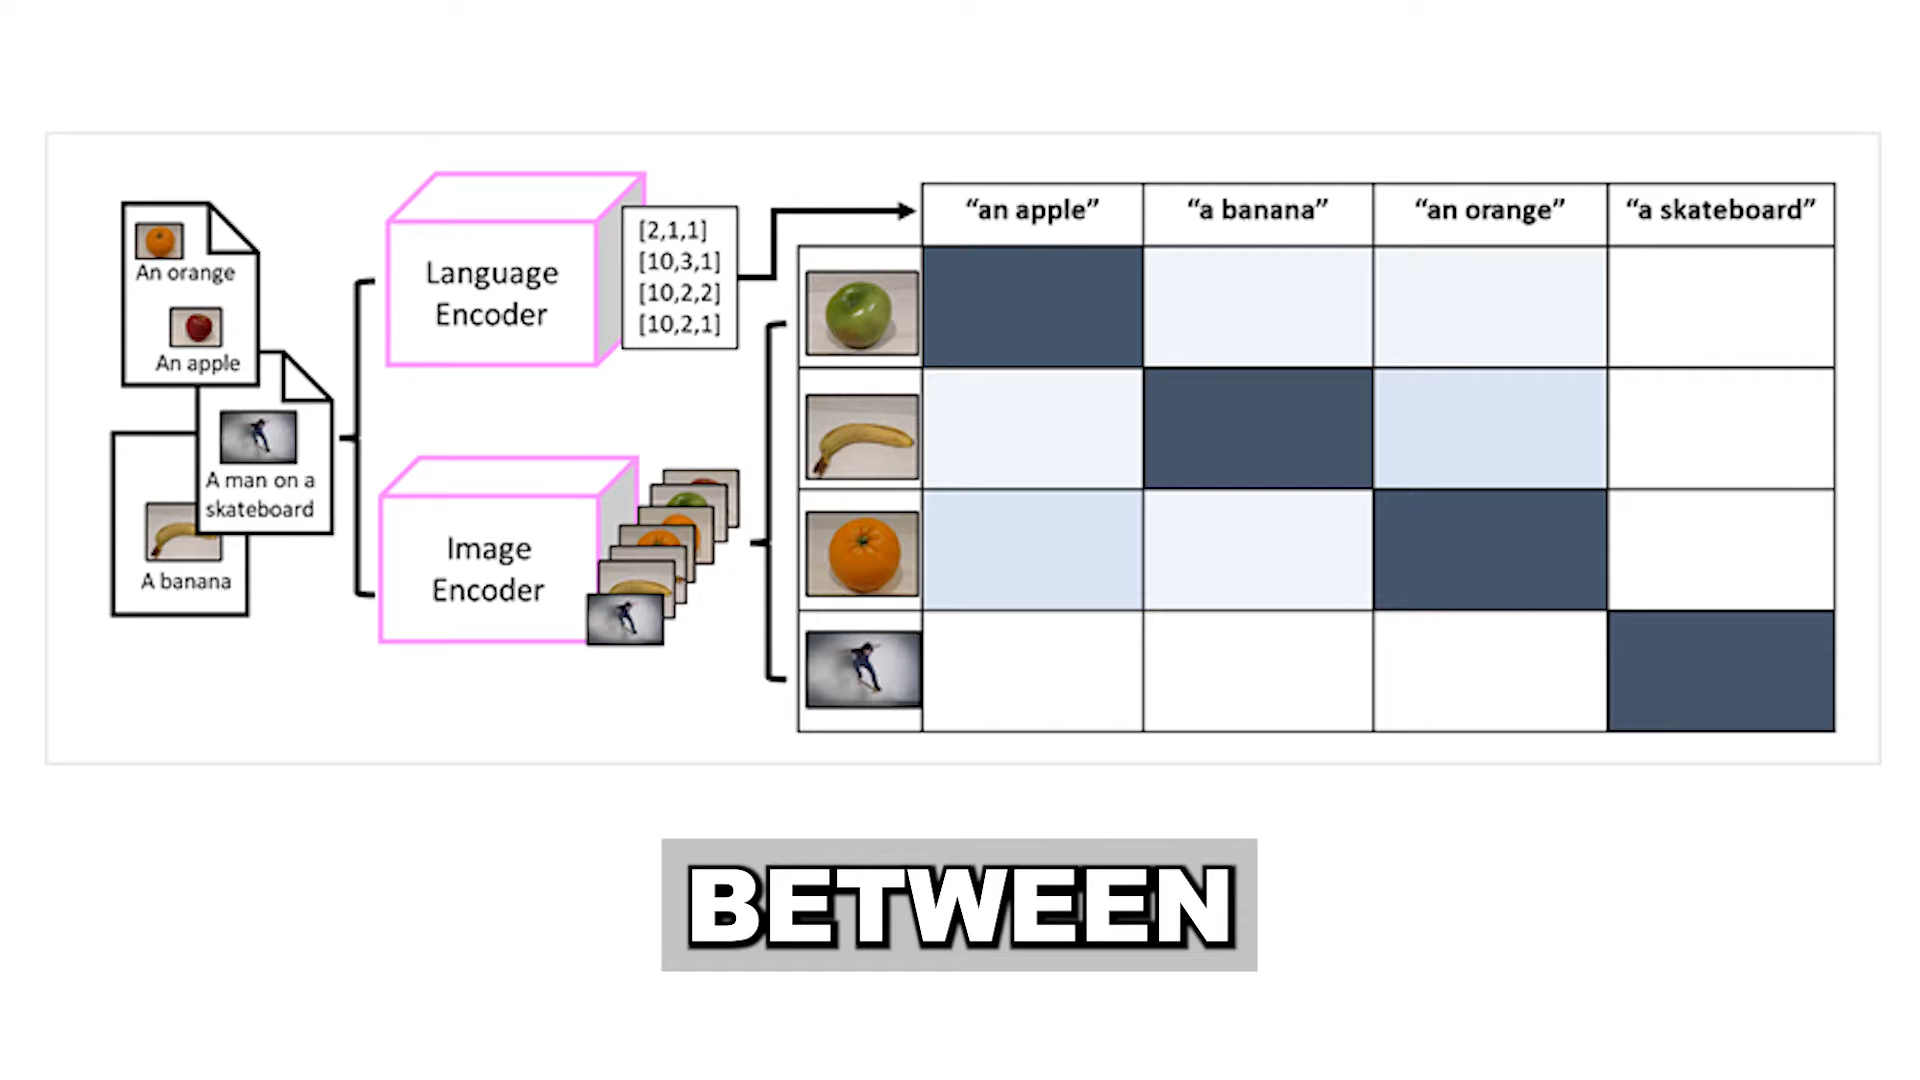 An orange
An apple
A man on a
skateboard
A banana
Language
Encoder
[2,1,1]
[10,3,1]
[10,2,2]
[10,2,1]
Image
Encoder
“an apple”
“a banana”
“an orange”
“a skateboard”
BETWEEN